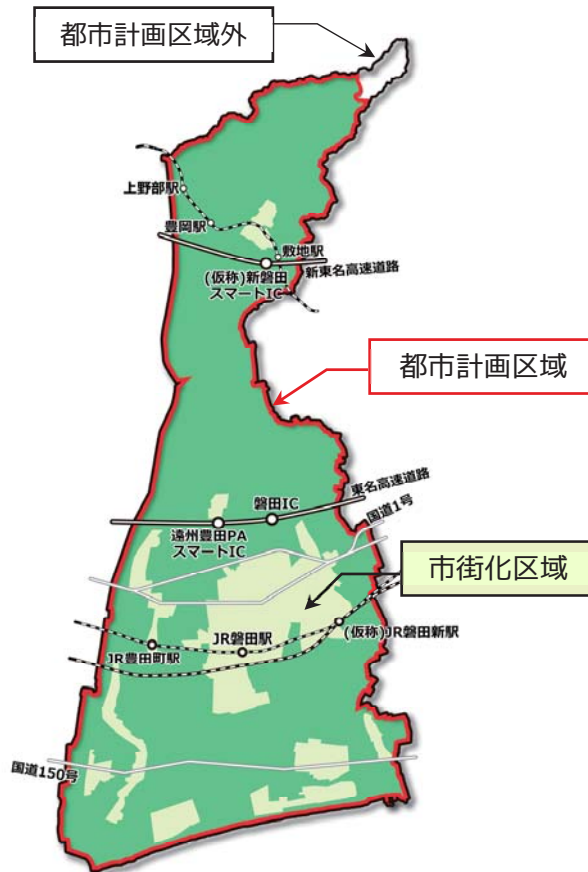 都市計画区域外
上野部駅
豊岡駅
敷地駅
新東名高速道路
(仮称)新磐田
スマートIC
都市計画区域
東名高速道路
磐田IC
国道1号
遠州豊田PA
スマートIC
市街化区域
JR磐田駅
(仮称)JR磐田新駅
JR豊田町駅
国道150号